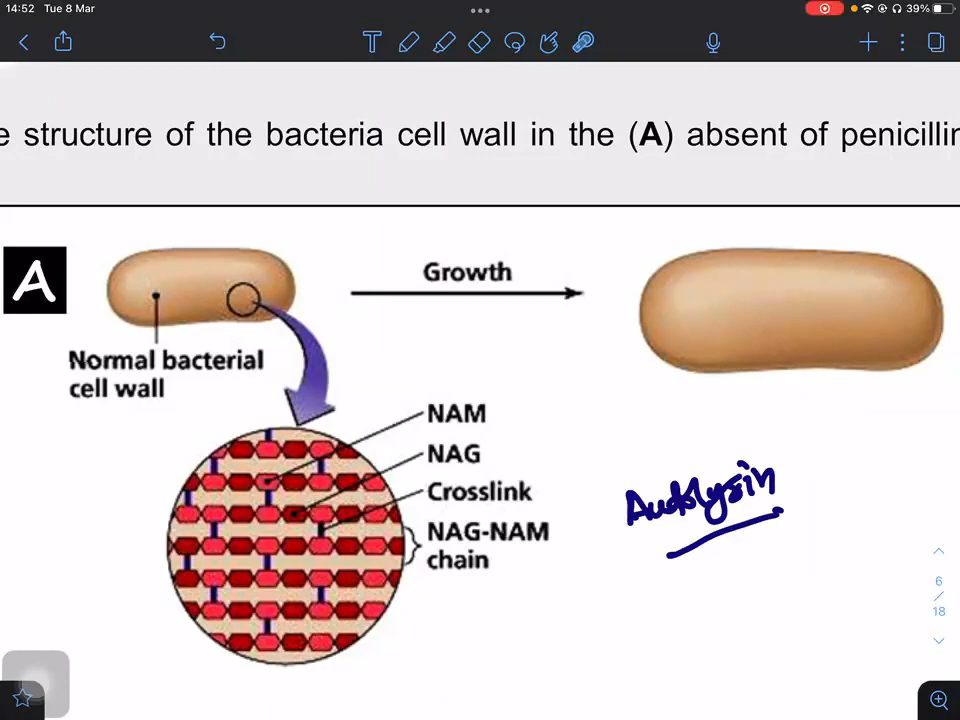 14:52 Tue 8 Mar
39%
e structure of the bacteria cell wall in the (A) absent of penicillin
A
Growth
Normal bacterial
cell wall
NAM
NAG
Crosslink
NAG-NAM
chain
Autolysin
6
/
18